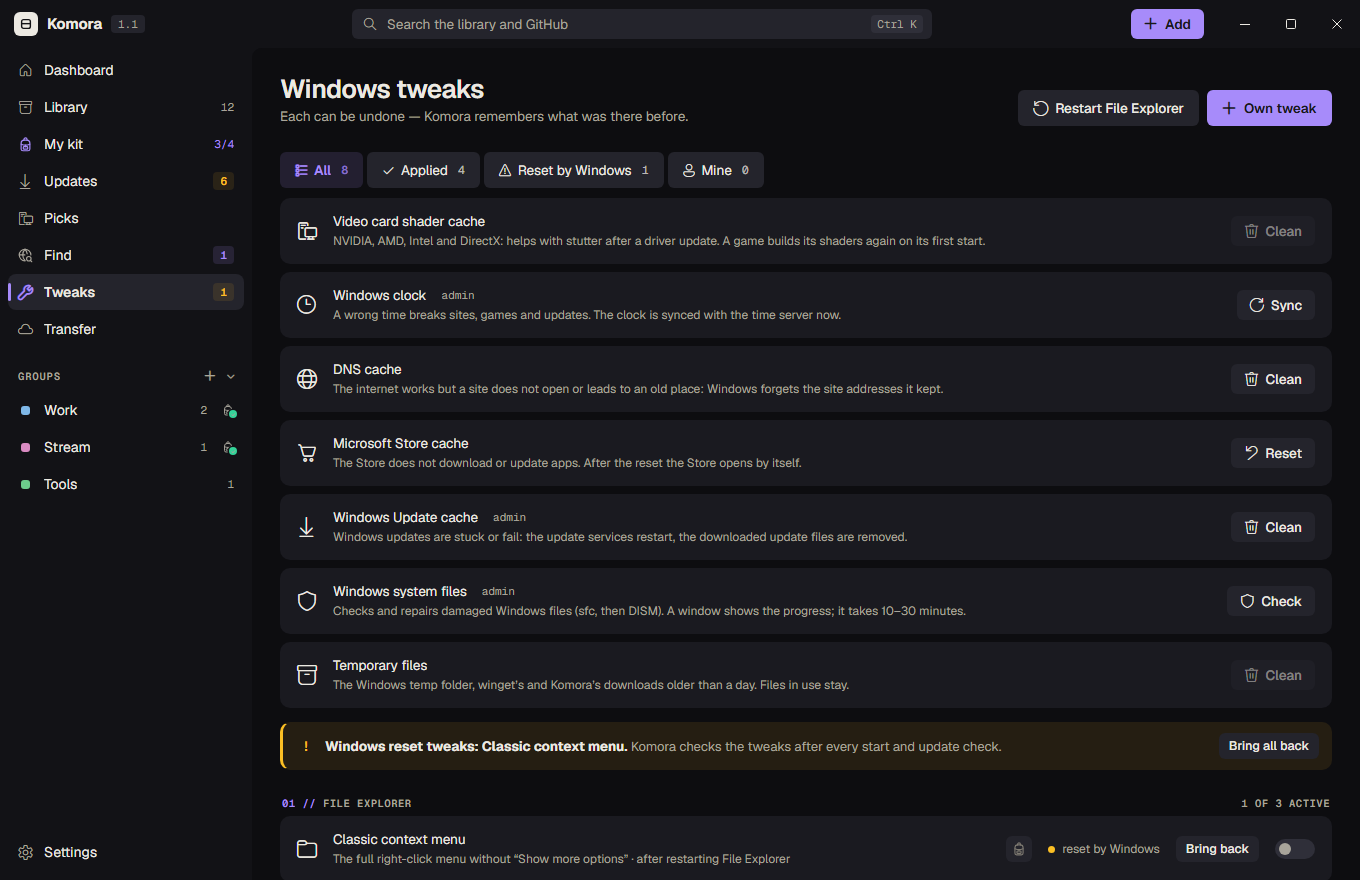 Komora 1.1
Search the library and GitHub Ctrl K
Add
Dashboard
Library 12
My kit 3/4
Updates 6
Picks
Find 1
Tweaks 1
Transfer
GROUPS
Work 2
Stream 1
Tools 1
Settings
Windows tweaks
Each can be undone — Komora remembers what was there before.
Restart File Explorer
Own tweak
All 8
Applied 4
Reset by Windows 1
Mine 0
Video card shader cache
NVIDIA, AMD, Intel and DirectX: helps with stutter after a driver update. A game builds its shaders again on its first start.
Clean
Windows clock admin
A wrong time breaks sites, games and updates. The clock is synced with the time server now.
Sync
DNS cache
The internet works but a site does not open or leads to an old place: Windows forgets the site addresses it kept.
Clean
Microsoft Store cache
The Store does not download or update apps. After the reset the Store opens by itself.
Reset
Windows Update cache admin
Windows updates are stuck or fail: the update services restart, the downloaded update files are removed.
Clean
Windows system files admin
Checks and repairs damaged Windows files (sfc, then DISM). A window shows the progress; it takes 10–30 minutes.
Check
Temporary files
The Windows temp folder, winget's and Komora's downloads older than a day. Files in use stay.
Clean
! Windows reset tweaks: Classic context menu. Komora checks the tweaks after every start and update check.
Bring all back
01 // FILE EXPLORER
1 OF 3 ACTIVE
Classic context menu
The full right-click menu without “Show more options” · after restarting File Explorer
reset by Windows
Bring back